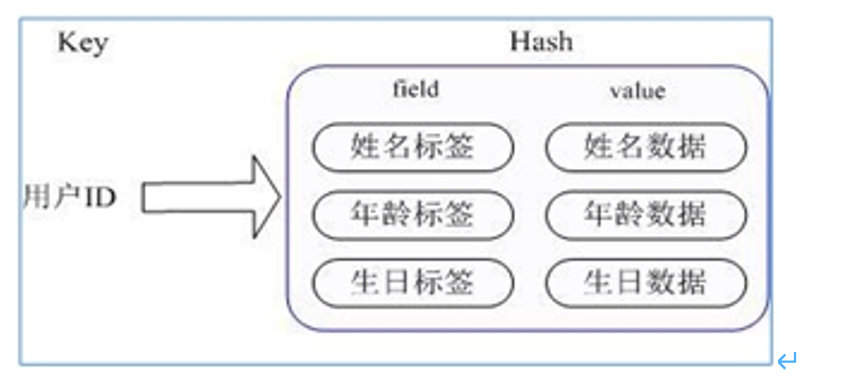 Key Hash
field value
姓名标签 姓名数据
用户ID 年龄标签 年龄数据
生日标签 生日数据